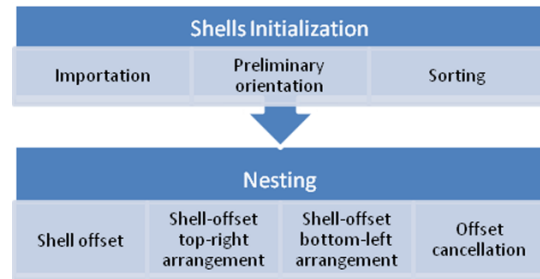 Shells Initialization
Importation
Preliminary
orientation
Sorting
Nesting
Shell offset
Shell-offset
top-right
arrangement
Shell-offset
bottom-left
arrangement
Offset
cancellation